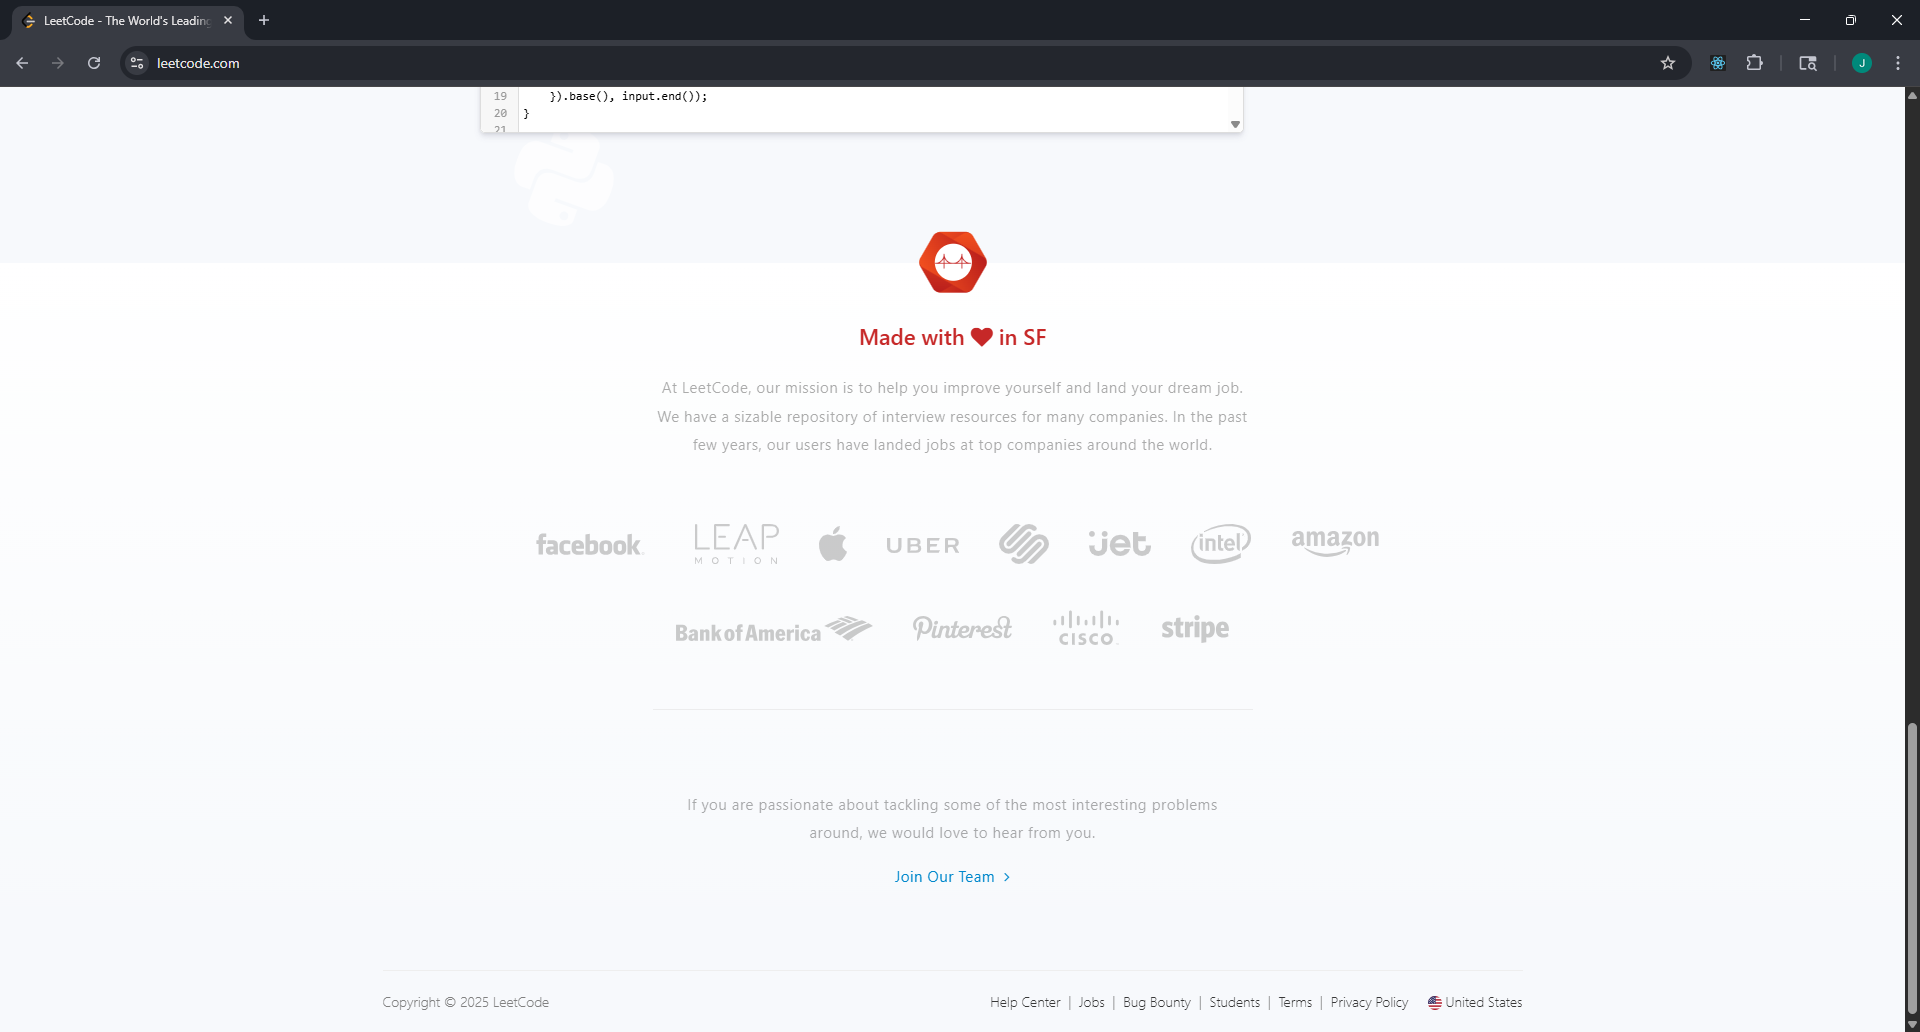 LeetCode - The World's Leading
leetcode.com
J
19 }).base(), input.end());
20 }
21
Made with ❤ in SF
At LeetCode, our mission is to help you improve yourself and land your dream job.
We have a sizable repository of interview resources for many companies. In the past
few years, our users have landed jobs at top companies around the world.
facebook LEAP MOTION UBER jet intel amazon
Bank of America Pinterest CISCO stripe
If you are passionate about tackling some of the most interesting problems
around, we would love to hear from you.
Join Our Team >
Copyright © 2025 LeetCode
Help Center | Jobs | Bug Bounty | Students | Terms | Privacy Policy United States